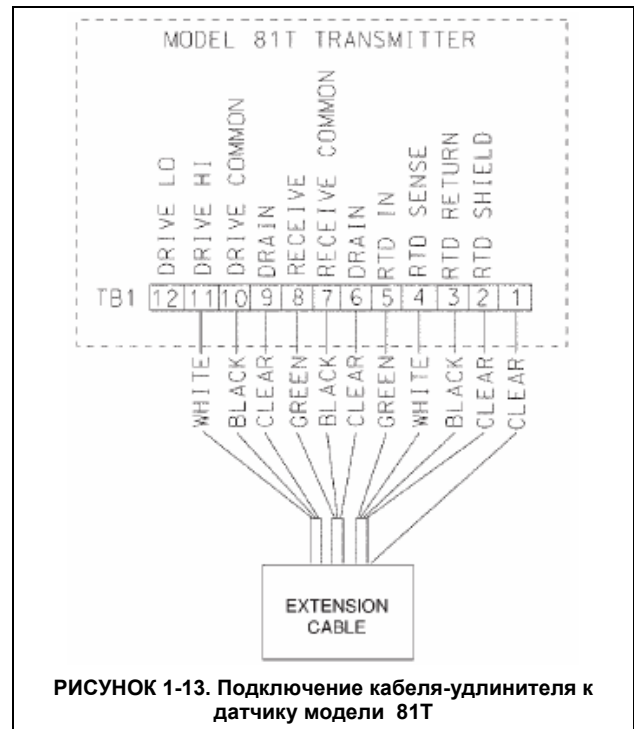 MODEL 81T TRANSMITTER
DRIVE LO
DRIVE HI
DRIVE COMMON
DRAIN
RECEIVE
RECEIVE COMMON
DRAIN
RTD IN
RTD SENSE
RTD RETURN
RTD SHIELD
TB1 12 11 10 9 8 7 6 5 4 3 2 1
WHITE
BLACK
CLEAR
GREEN
BLACK
CLEAR
GREEN
WHITE
BLACK
CLEAR
CLEAR
EXTENSION
CABLE
РИСУНОК 1-13. Подключение кабеля-удлинителя к
датчику модели 81T